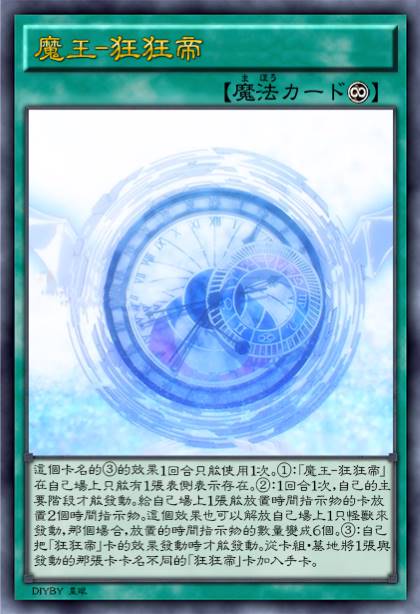 魔王-狂狂帝
ま ほう
【魔法カード】
這個卡名的③的效果1回合只能使用1次。①:「魔王-狂狂帝」
在自己場上只能有1張表側表示存在。②:1回合1次,自己的主
要階段才能發動。給自己場上1張能放置時間指示物的卡放
置2個時間指示物。這個效果也可以解放自己場上1只怪獸來
發動,那個場合,放置的時間指示物的數量變成6個。③:自己
把「狂狂帝」卡的效果發動時才能發動。從卡組·墓地將1張與
發動的那張卡卡名不同的「狂狂帝」卡加入手卡。
DIYBY